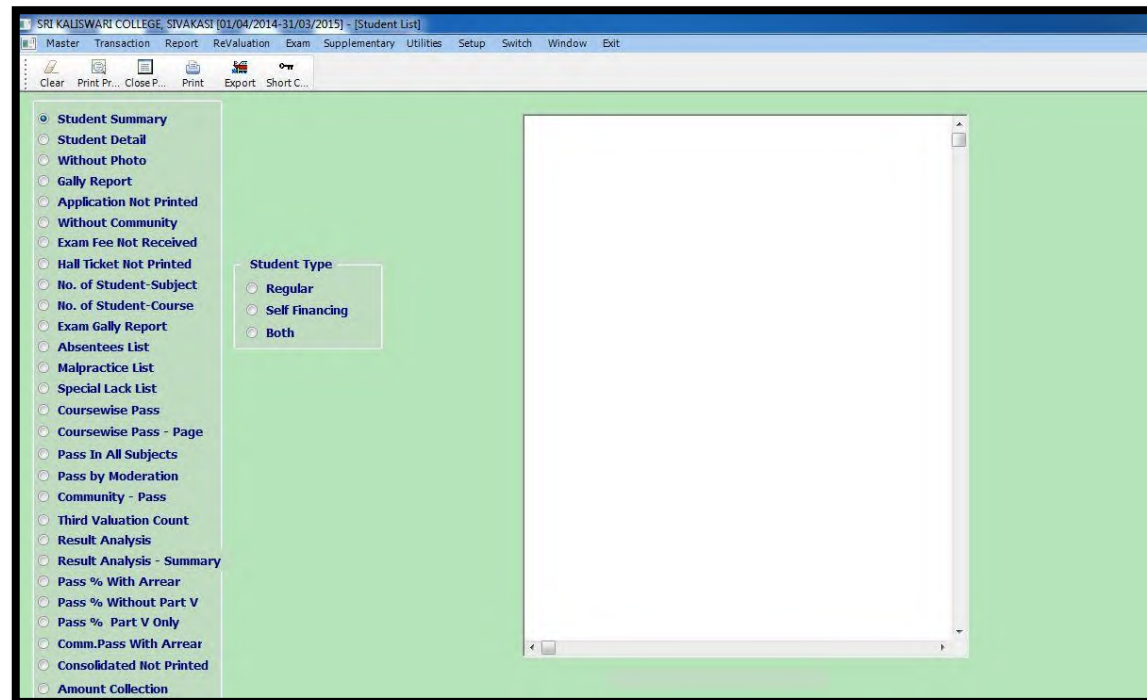 SRI KALISWARI COLLEGE, SIVAKASI [01/04/2014-31/03/2015] - [Student List]
Master Transaction Report ReValuation Exam Supplementary Utilities Setup Switch Window Exit
Clear Print Pr... Close P... Print Export Short C...
Student Summary
Student Detail
Without Photo
Gally Report
Application Not Printed
Without Community
Exam Fee Not Received
Hall Ticket Not Printed
No. of Student-Subject
No. of Student-Course
Exam Gally Report
Absentees List
Malpractice List
Special Lack List
Coursewise Pass
Coursewise Pass - Page
Pass In All Subjects
Pass by Moderation
Community - Pass
Third Valuation Count
Result Analysis
Result Analysis - Summary
Pass % With Arrear
Pass % Without Part V
Pass % Part V Only
Comm.Pass With Arrear
Consolidated Not Printed
Amount Collection
Student Type
Regular
Self Financing
Both